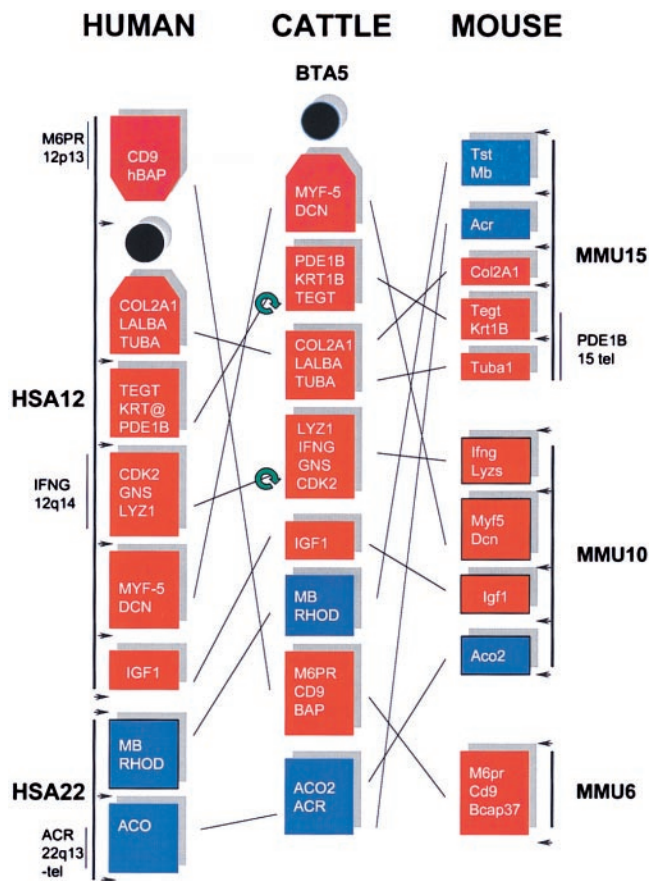 HUMAN
CATTLE
MOUSE
BTA5
M6PR
12p13
CD9
hBAP
COL2A1
LALBA
TUBA
HSA12
TEGT
KRT@
PDE1B
IFNG
12q14
CDK2
GNS
LYZ1
MYF-5
DCN
IGF1
MB
RHOD
HSA22
ACO
ACR
22q13
-tel
MYF-5
DCN
PDE1B
KRT1B
TEGT
COL2A1
LALBA
TUBA
LYZ1
IFNG
GNS
CDK2
IGF1
MB
RHOD
M6PR
CD9
BAP
ACO2
ACR
Tst
Mb
Acr
MMU15
Col2A1
Tegt
Krt1B
PDE1B
15 tel
Tuba1
Ifng
Lyzs
Myf5
Dcn
MMU10
Igf1
Aco2
M6pr
Cd9
Bcap37
MMU6